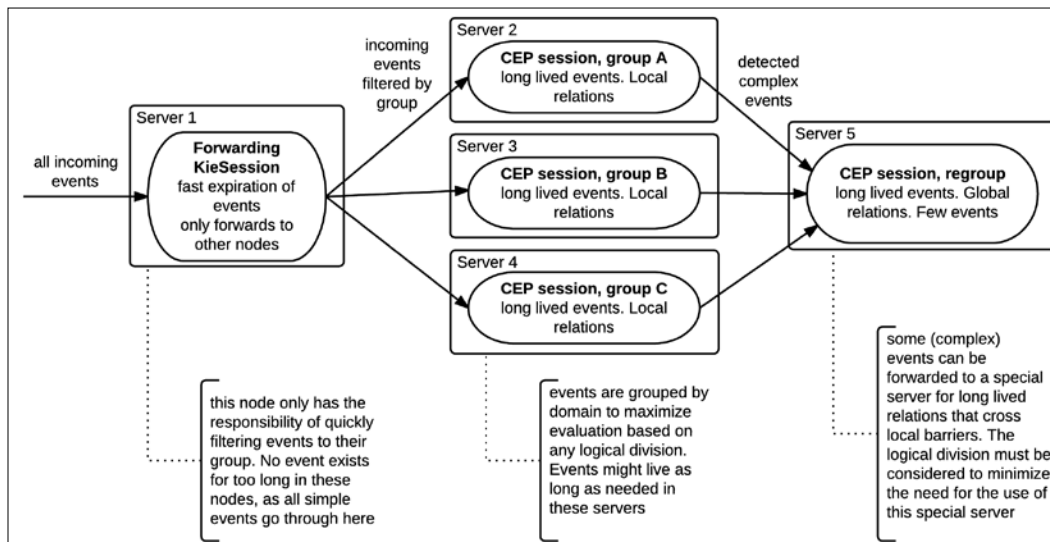 Server 2
CEP session, group A
long lived events. Local
relations
incoming
events
filtered by
group
detected
complex
events
Server 1
Forwarding
KieSession
fast expiration of
events
only forwards to
other nodes
all incoming
events
Server 3
CEP session, group B
long lived events. Local
relations
Server 5
CEP session, regroup
long lived events. Global
relations. Few events
Server 4
CEP session, group C
long lived events. Local
relations
this node only has the
responsibility of quickly
filtering events to their
group. No event exists
for too long in these
nodes, as all simple
events go through here
events are grouped by
domain to maximize
evaluation based on
any logical division.
Events might live as
long as needed in
these servers
some (complex)
events can be
forwarded to a special
server for long lived
relations that cross
local barriers. The
logical division must be
considered to minimize
the need for the use of
this special server